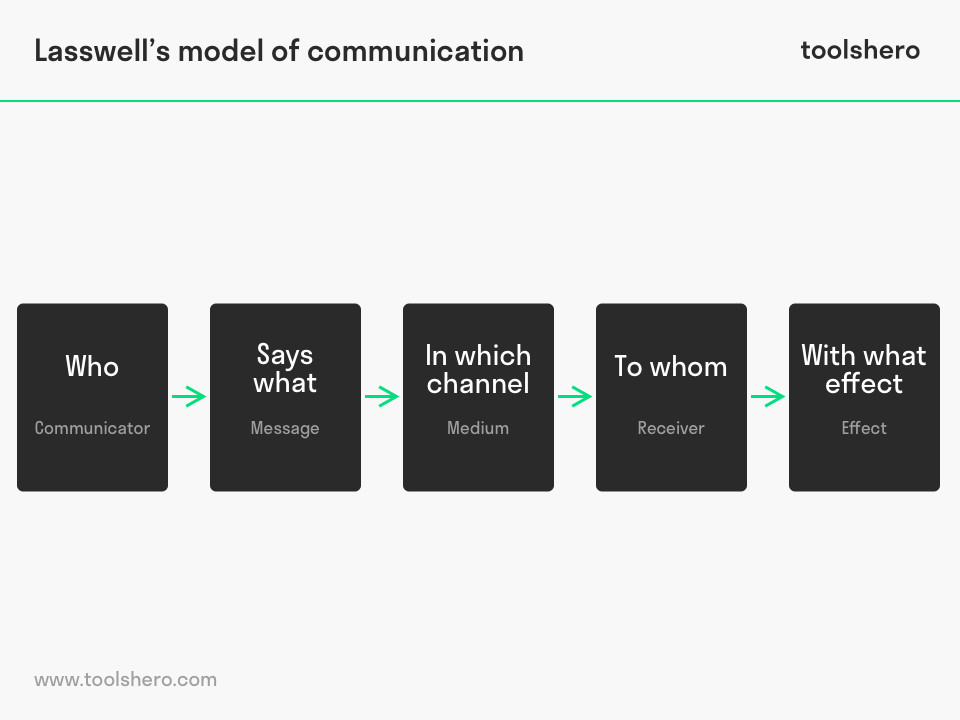 Lasswell’s model of communication
toolshero
Who
Communicator
Says
what
Message
In which
channel
Medium
To whom
Receiver
With what
effect
Effect
www.toolshero.com